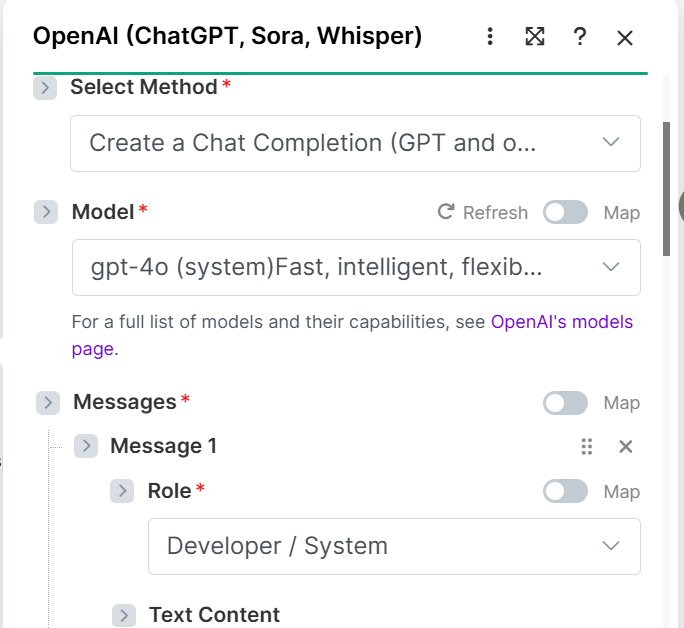 OpenAI (ChatGPT, Sora, Whisper)
Select Method *
Create a Chat Completion (GPT and o...
Model * Refresh Map
gpt-4o (system)Fast, intelligent, flexib...
For a full list of models and their capabilities, see OpenAI's models
page.
Messages * Map
Message 1
Role * Map
Developer / System
Text Content